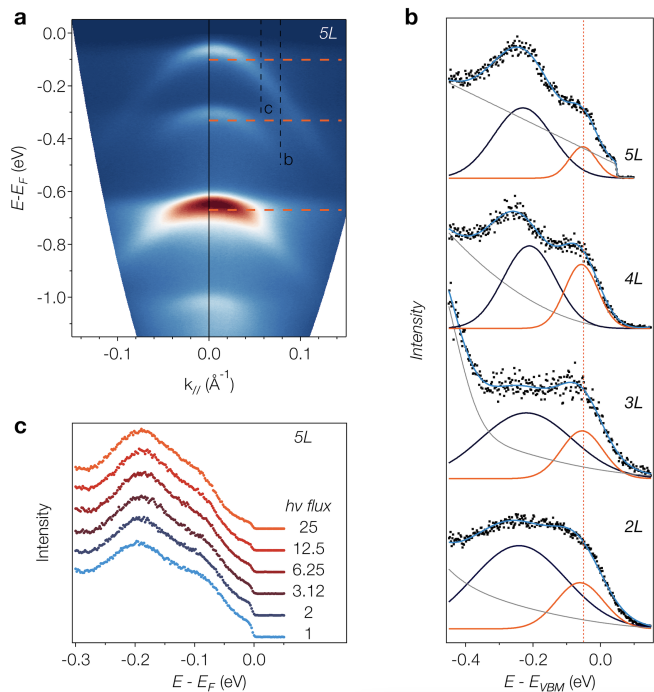 a
5L
0.0
-0.2
-0.4
-0.6
-0.8
-1.0
E-E_F (eV)
c
b
-0.1 0.0 0.1
k_// (Å⁻¹)
b
5L
4L
3L
2L
Intensity
-0.4 -0.2 0.0
E - E_VBM (eV)
c
5L
hv flux
25
12.5
6.25
3.12
2
1
Intensity
-0.3 -0.2 -0.1 0.0
E - E_F (eV)